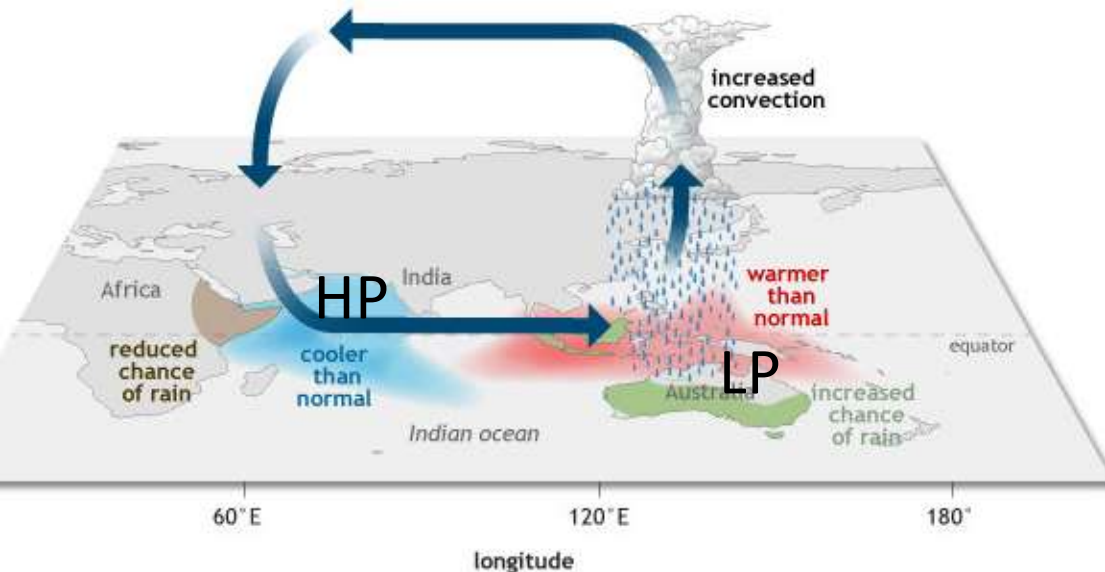 increased
convection
Africa
India
HP
warmer
than
normal
reduced
chance
of rain
cooler
than
normal
equator
LP
Australia
increased
chance
of rain
Indian ocean
60°E
120°E
180°
longitude